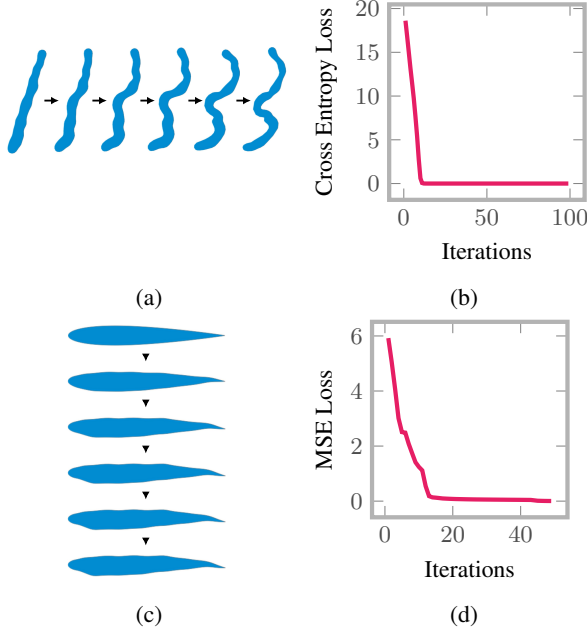 20
15
10
5
0
Cross Entropy Loss
0 50 100
Iterations
(a)
(b)
6
4
2
0
MSE Loss
0 20 40
Iterations
(c)
(d)